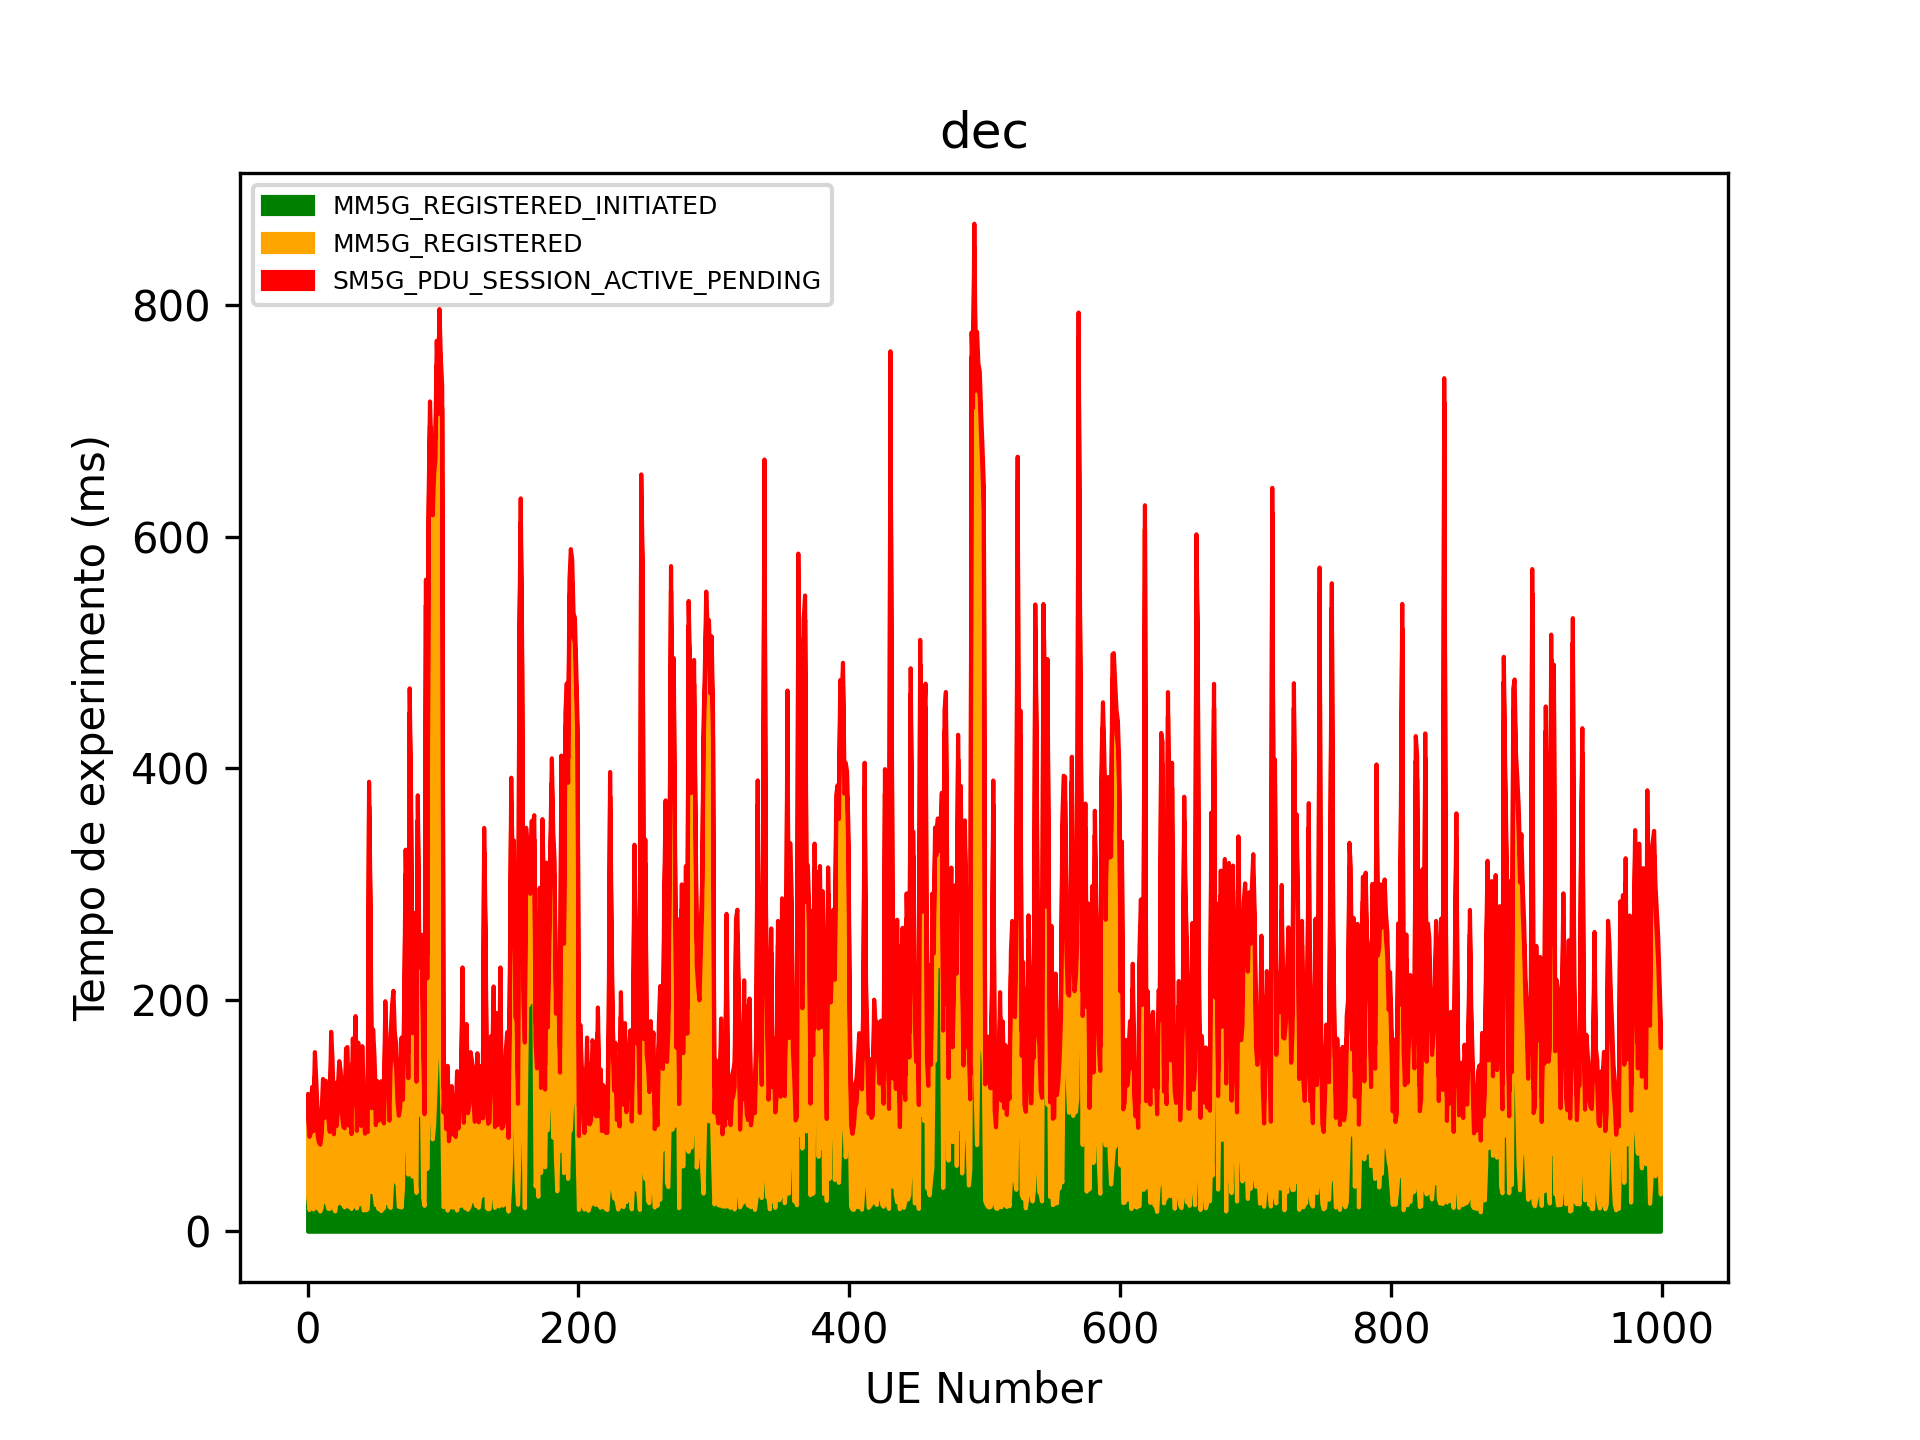 dec
MM5G_REGISTERED_INITIATED
MM5G_REGISTERED
SM5G_PDU_SESSION_ACTIVE_PENDING
Tempo de experimento (ms)
800
600
400
200
0
0 200 400 600 800 1000
UE Number